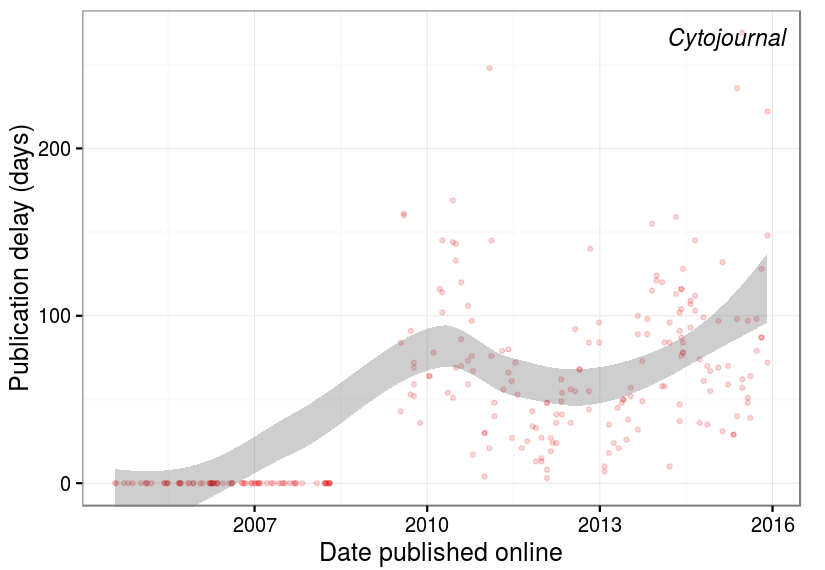 Cytojournal
Publication delay (days)
200
100
0
2007 2010 2013 2016
Date published online